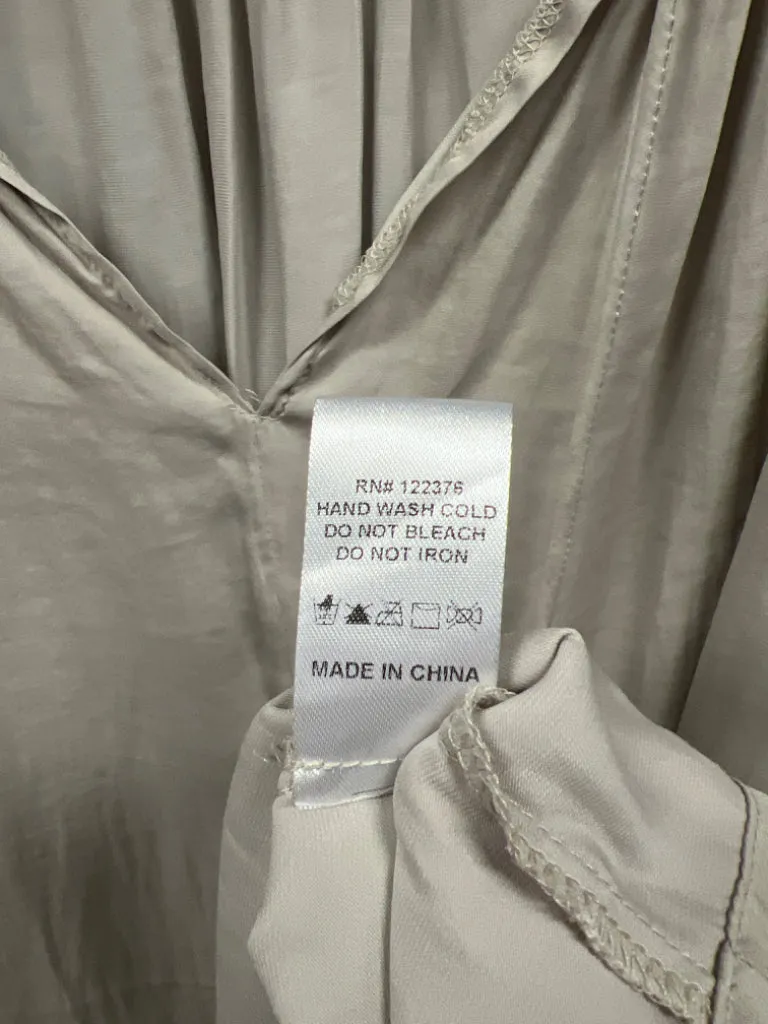 RN# 122376
HAND WASH COLD
DO NOT BLEACH
DO NOT IRON
MADE IN CHINA